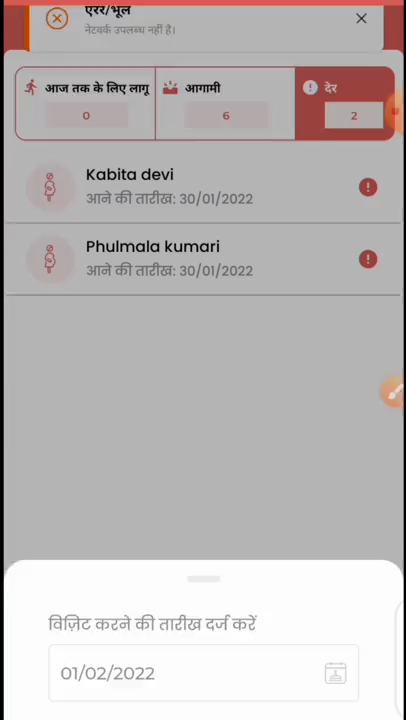 एरर/भूल
नेटवर्क उपलब्ध नहीं है।
आज तक के लिए लागू
0
आगामी
6
देर
2
Kabita devi
आने की तारीख: 30/01/2022
Phulmala kumari
आने की तारीख: 30/01/2022
विज़िट करने की तारीख दर्ज करें
01/02/2022